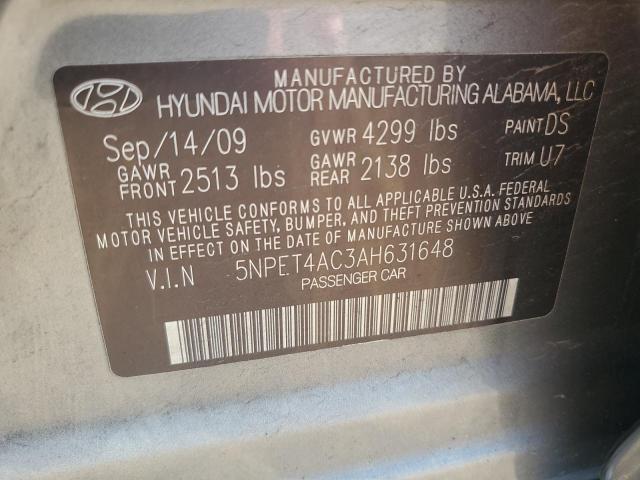 MANUFACTURED BY
HYUNDAI MOTOR MANUFACTURING ALABAMA, LLC
Sep/14/09 GVWR 4299 lbs PAINT DS
GAWR FRONT 2513 lbs GAWR REAR 2138 lbs TRIM U7
THIS VEHICLE CONFORMS TO ALL APPLICABLE U.S.A. FEDERAL
MOTOR VEHICLE SAFETY, BUMPER, AND THEFT PREVENTION STANDARDS
IN EFFECT ON THE DATE OF MANUFACTURE SHOWN ABOVE
V.I.N 5NPET4AC3AH631648
PASSENGER CAR